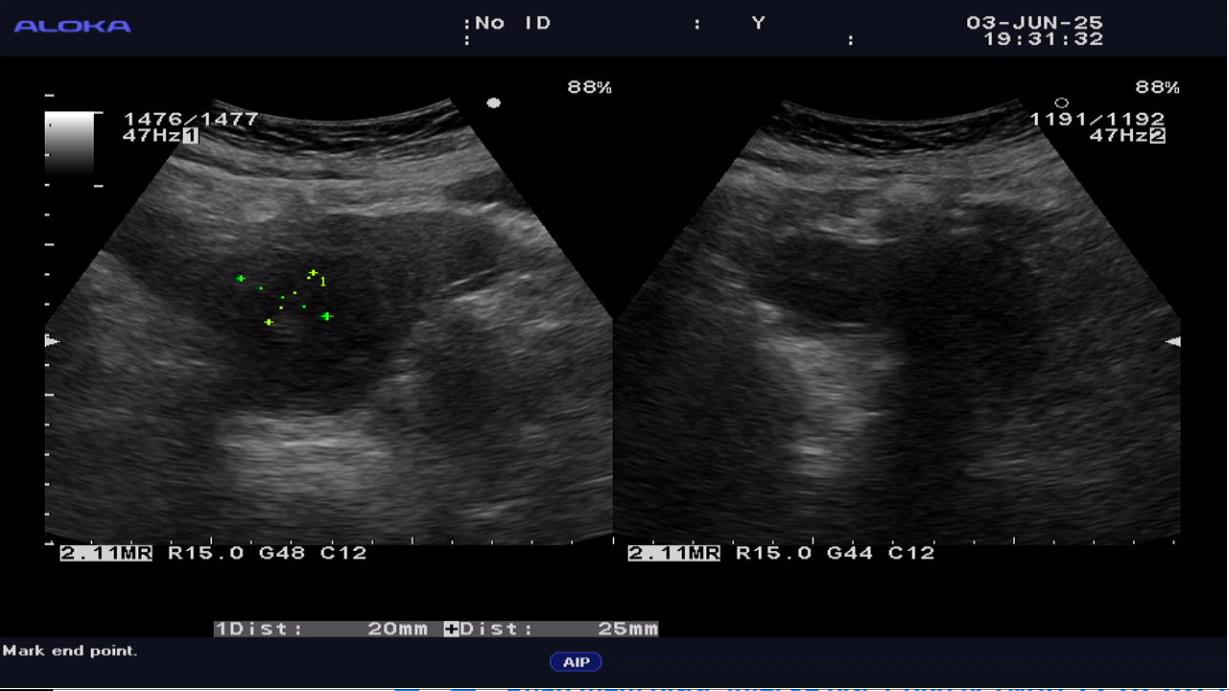 ALOKA :No ID : Y 03-JUN-25
: : 19:31:32
88% 88%
1476/1477 1191/1192
47Hz1 47Hz2
1
2.11MR R15.0 G48 C12 2.11MR R15.0 G44 C12
1Dist: 20mm +Dist: 25mm
Mark end point.
AIP